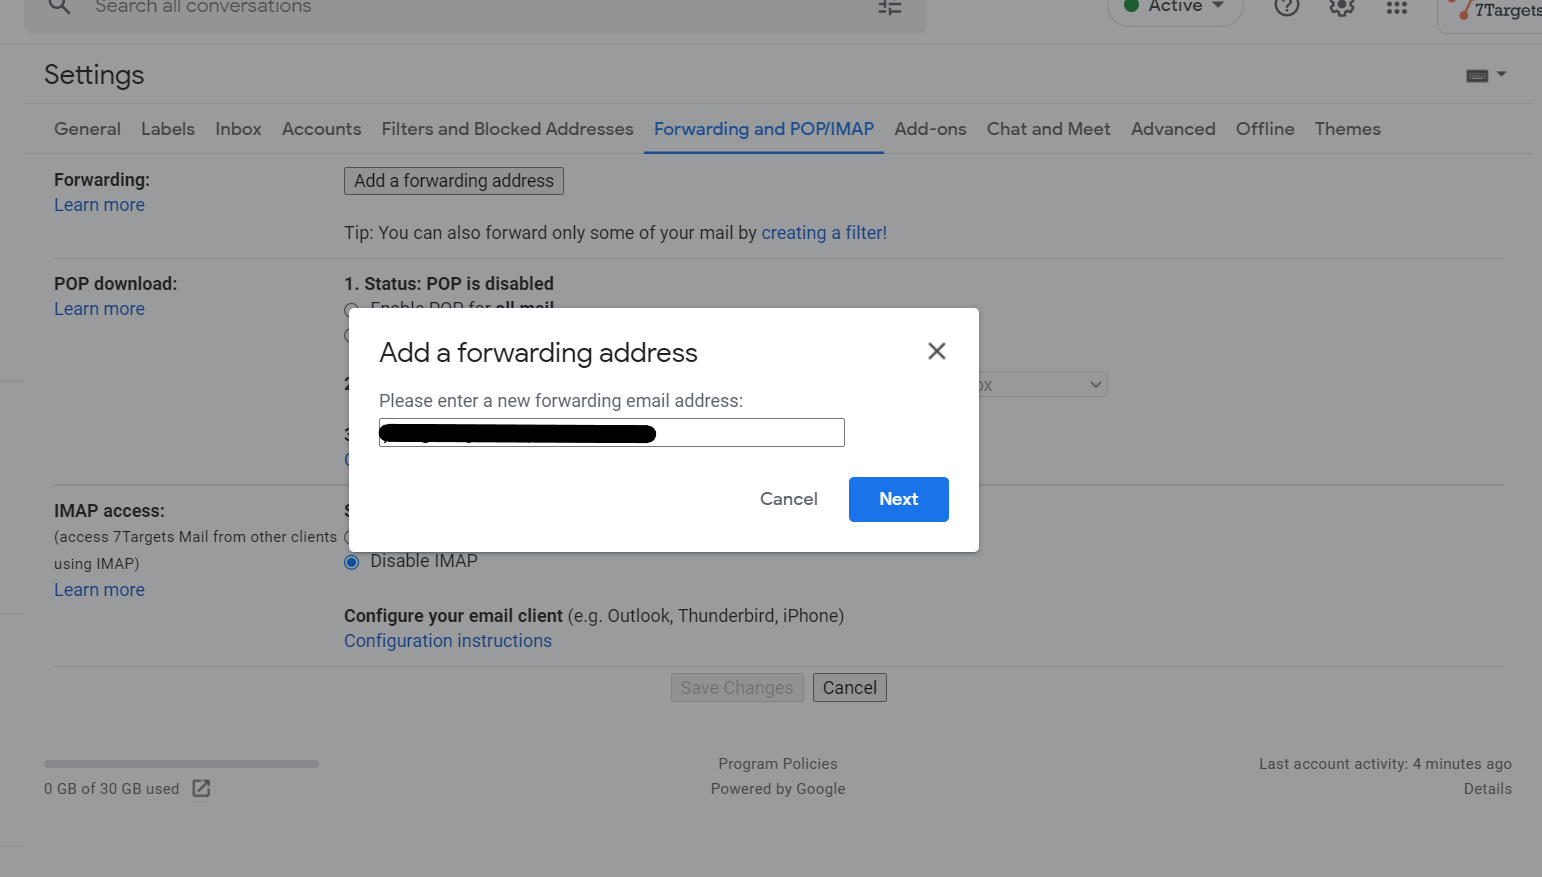 Search all conversations
Active
7Targets
Settings
General Labels Inbox Accounts Filters and Blocked Addresses Forwarding and POP/IMAP Add-ons Chat and Meet Advanced Offline Themes
Forwarding: Add a forwarding address
Learn more
Tip: You can also forward only some of your mail by creating a filter!
POP download: 1. Status: POP is disabled
Learn more Enable POP for all mail
Add a forwarding address
Please enter a new forwarding email address:
Cancel Next
IMAP access:
(access 7Targets Mail from other clients
using IMAP) Disable IMAP
Learn more
Configure your email client (e.g. Outlook, Thunderbird, iPhone)
Configuration instructions
Save Changes Cancel
0 GB of 30 GB used
Program Policies
Powered by Google
Last account activity: 4 minutes ago
Details